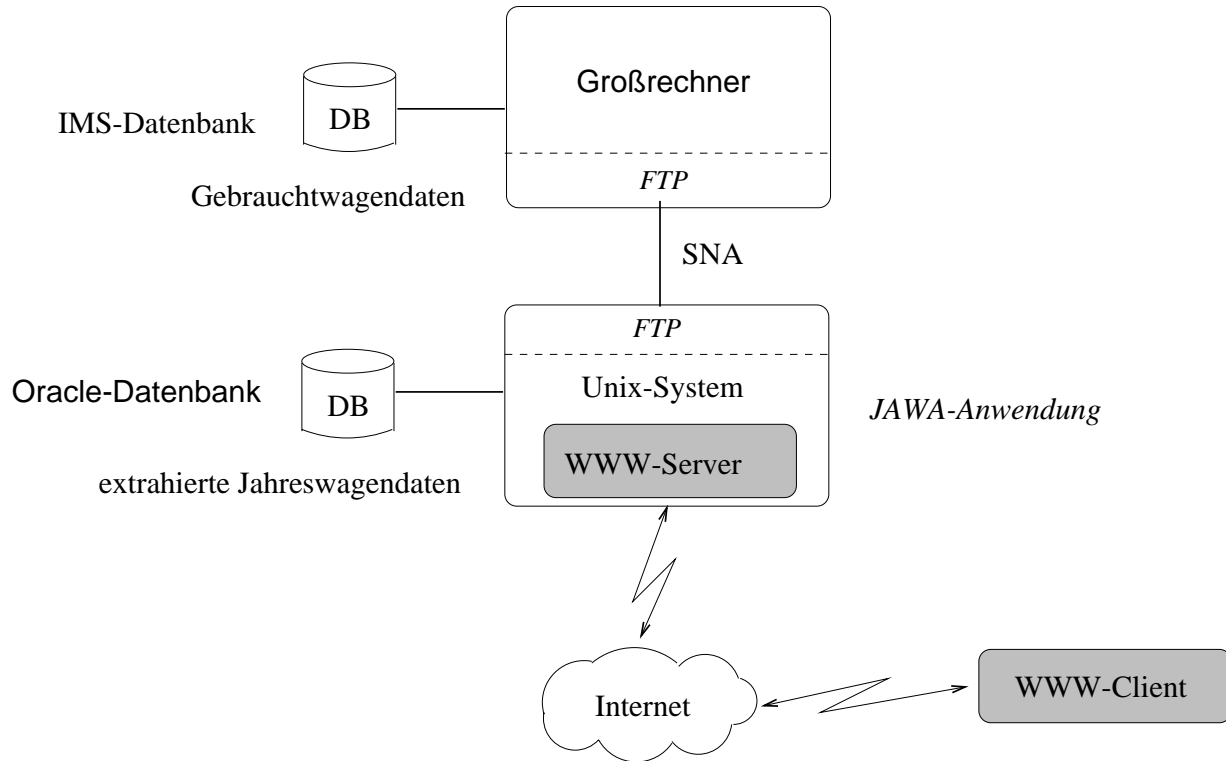 Großrechner
DB
IMS-Datenbank
Gebrauchtwagendaten
FTP
SNA
FTP
Unix-System
Oracle-Datenbank
DB
JAWA-Anwendung
WWW-Server
extrahierte Jahreswagendaten
WWW-Client
Internet